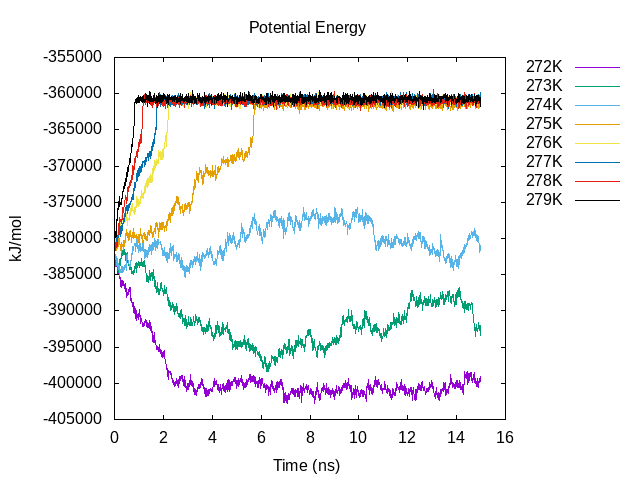 Potential Energy
-355000
-360000
-365000
-370000
-375000
-380000
-385000
-390000
-395000
-400000
-405000
kJ/mol
0 2 4 6 8 10 12 14 16
Time (ns)
272K
273K
274K
275K
276K
277K
278K
279K